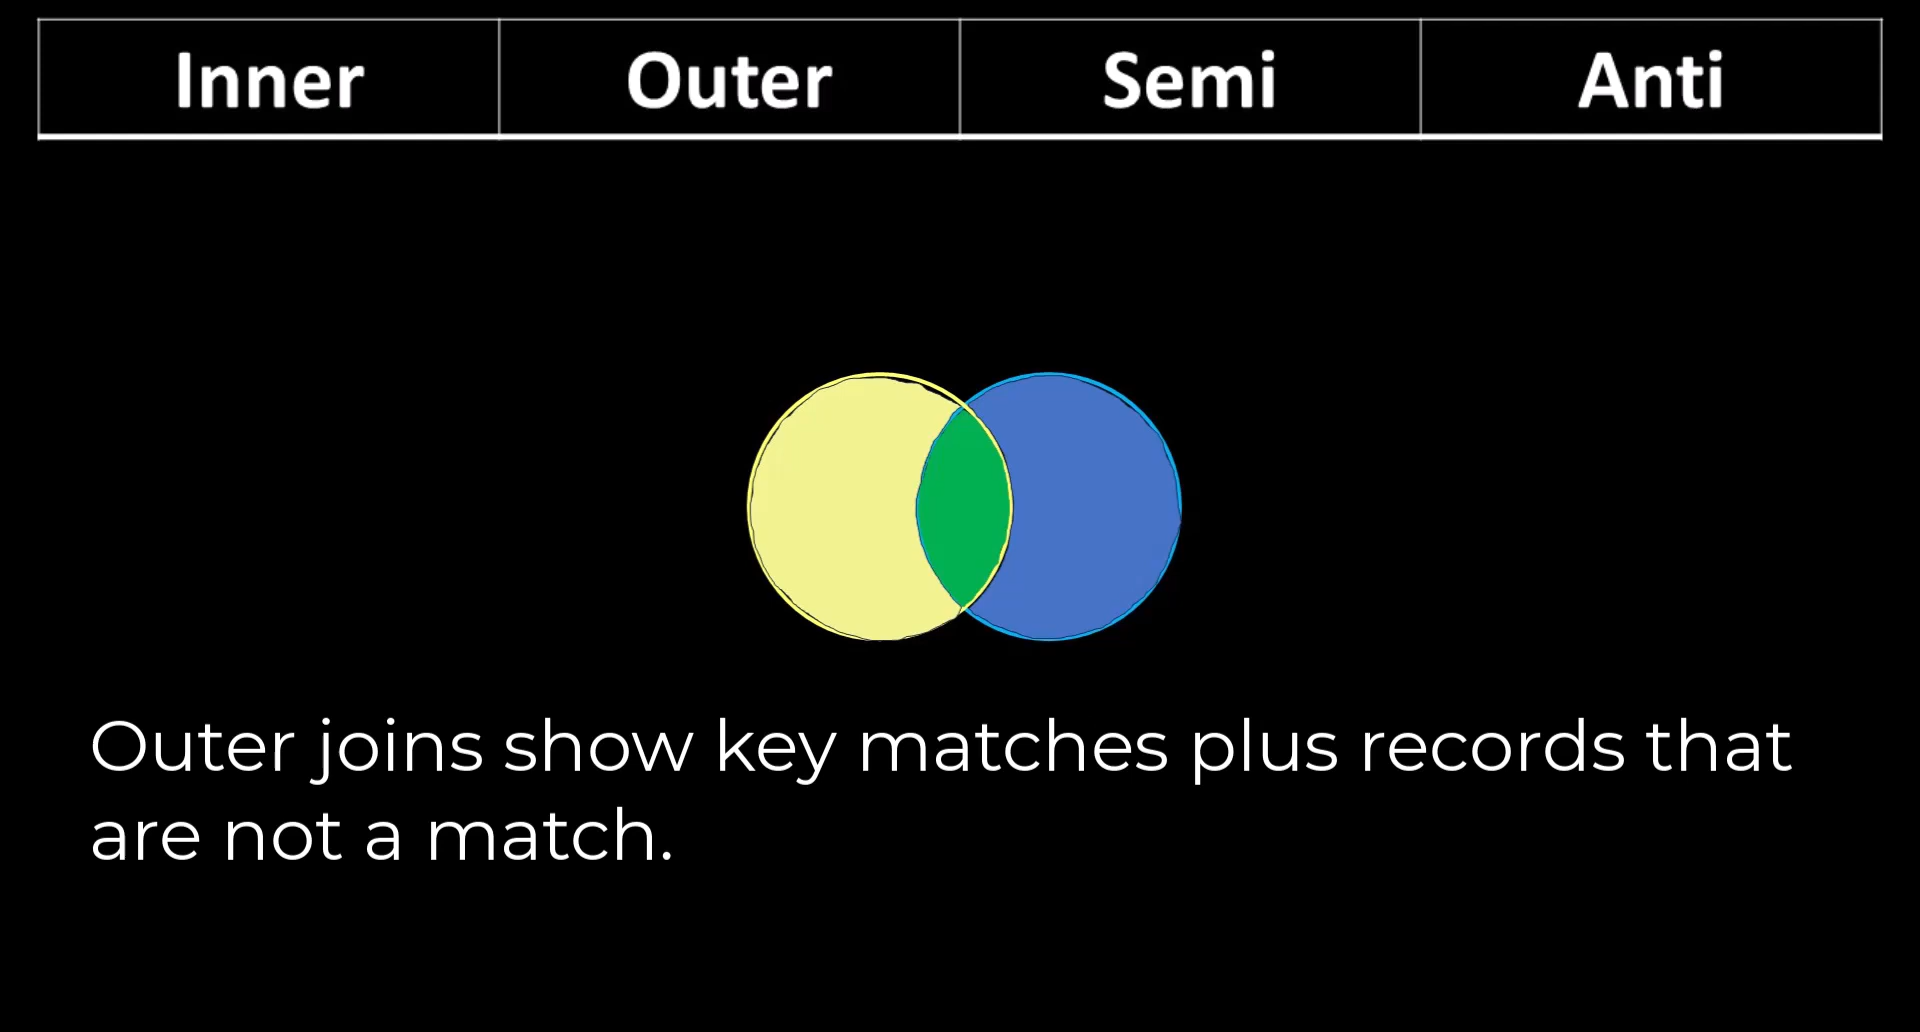 Inner Outer Semi Anti
Outer joins show key matches plus records that
are not a match.